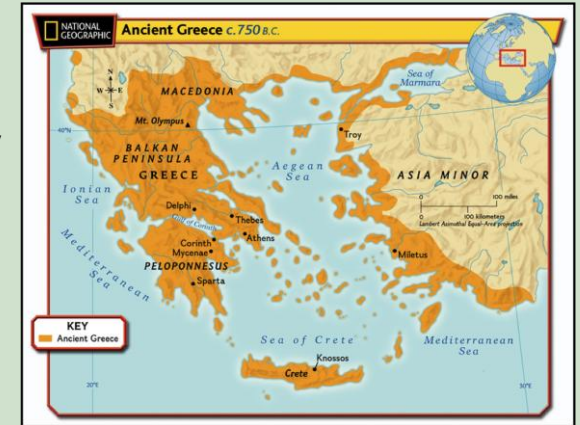 NATIONAL
GEOGRAPHIC
Ancient Greece c.750 B.C.
Sea of
Marmara
N
W E
S
MACEDONIA
Mt. Olympus
40°N
Troy
BALKAN
PENINSULA
GREECE
Aegean
Sea
ASIA MINOR
Ionian
Sea
0 100 miles
0 100 kilometers
Lambert Azimuthal Equal-Area projection
Delphi
Gulf of Corinth
Thebes
Athens
Corinth
Mycenae
Miletus
PELOPONNESUS
Mediterranean
Sea
Sparta
KEY
Ancient Greece
Sea of Crete
Mediterranean
Sea
Knossos
Crete
20°E
30°E